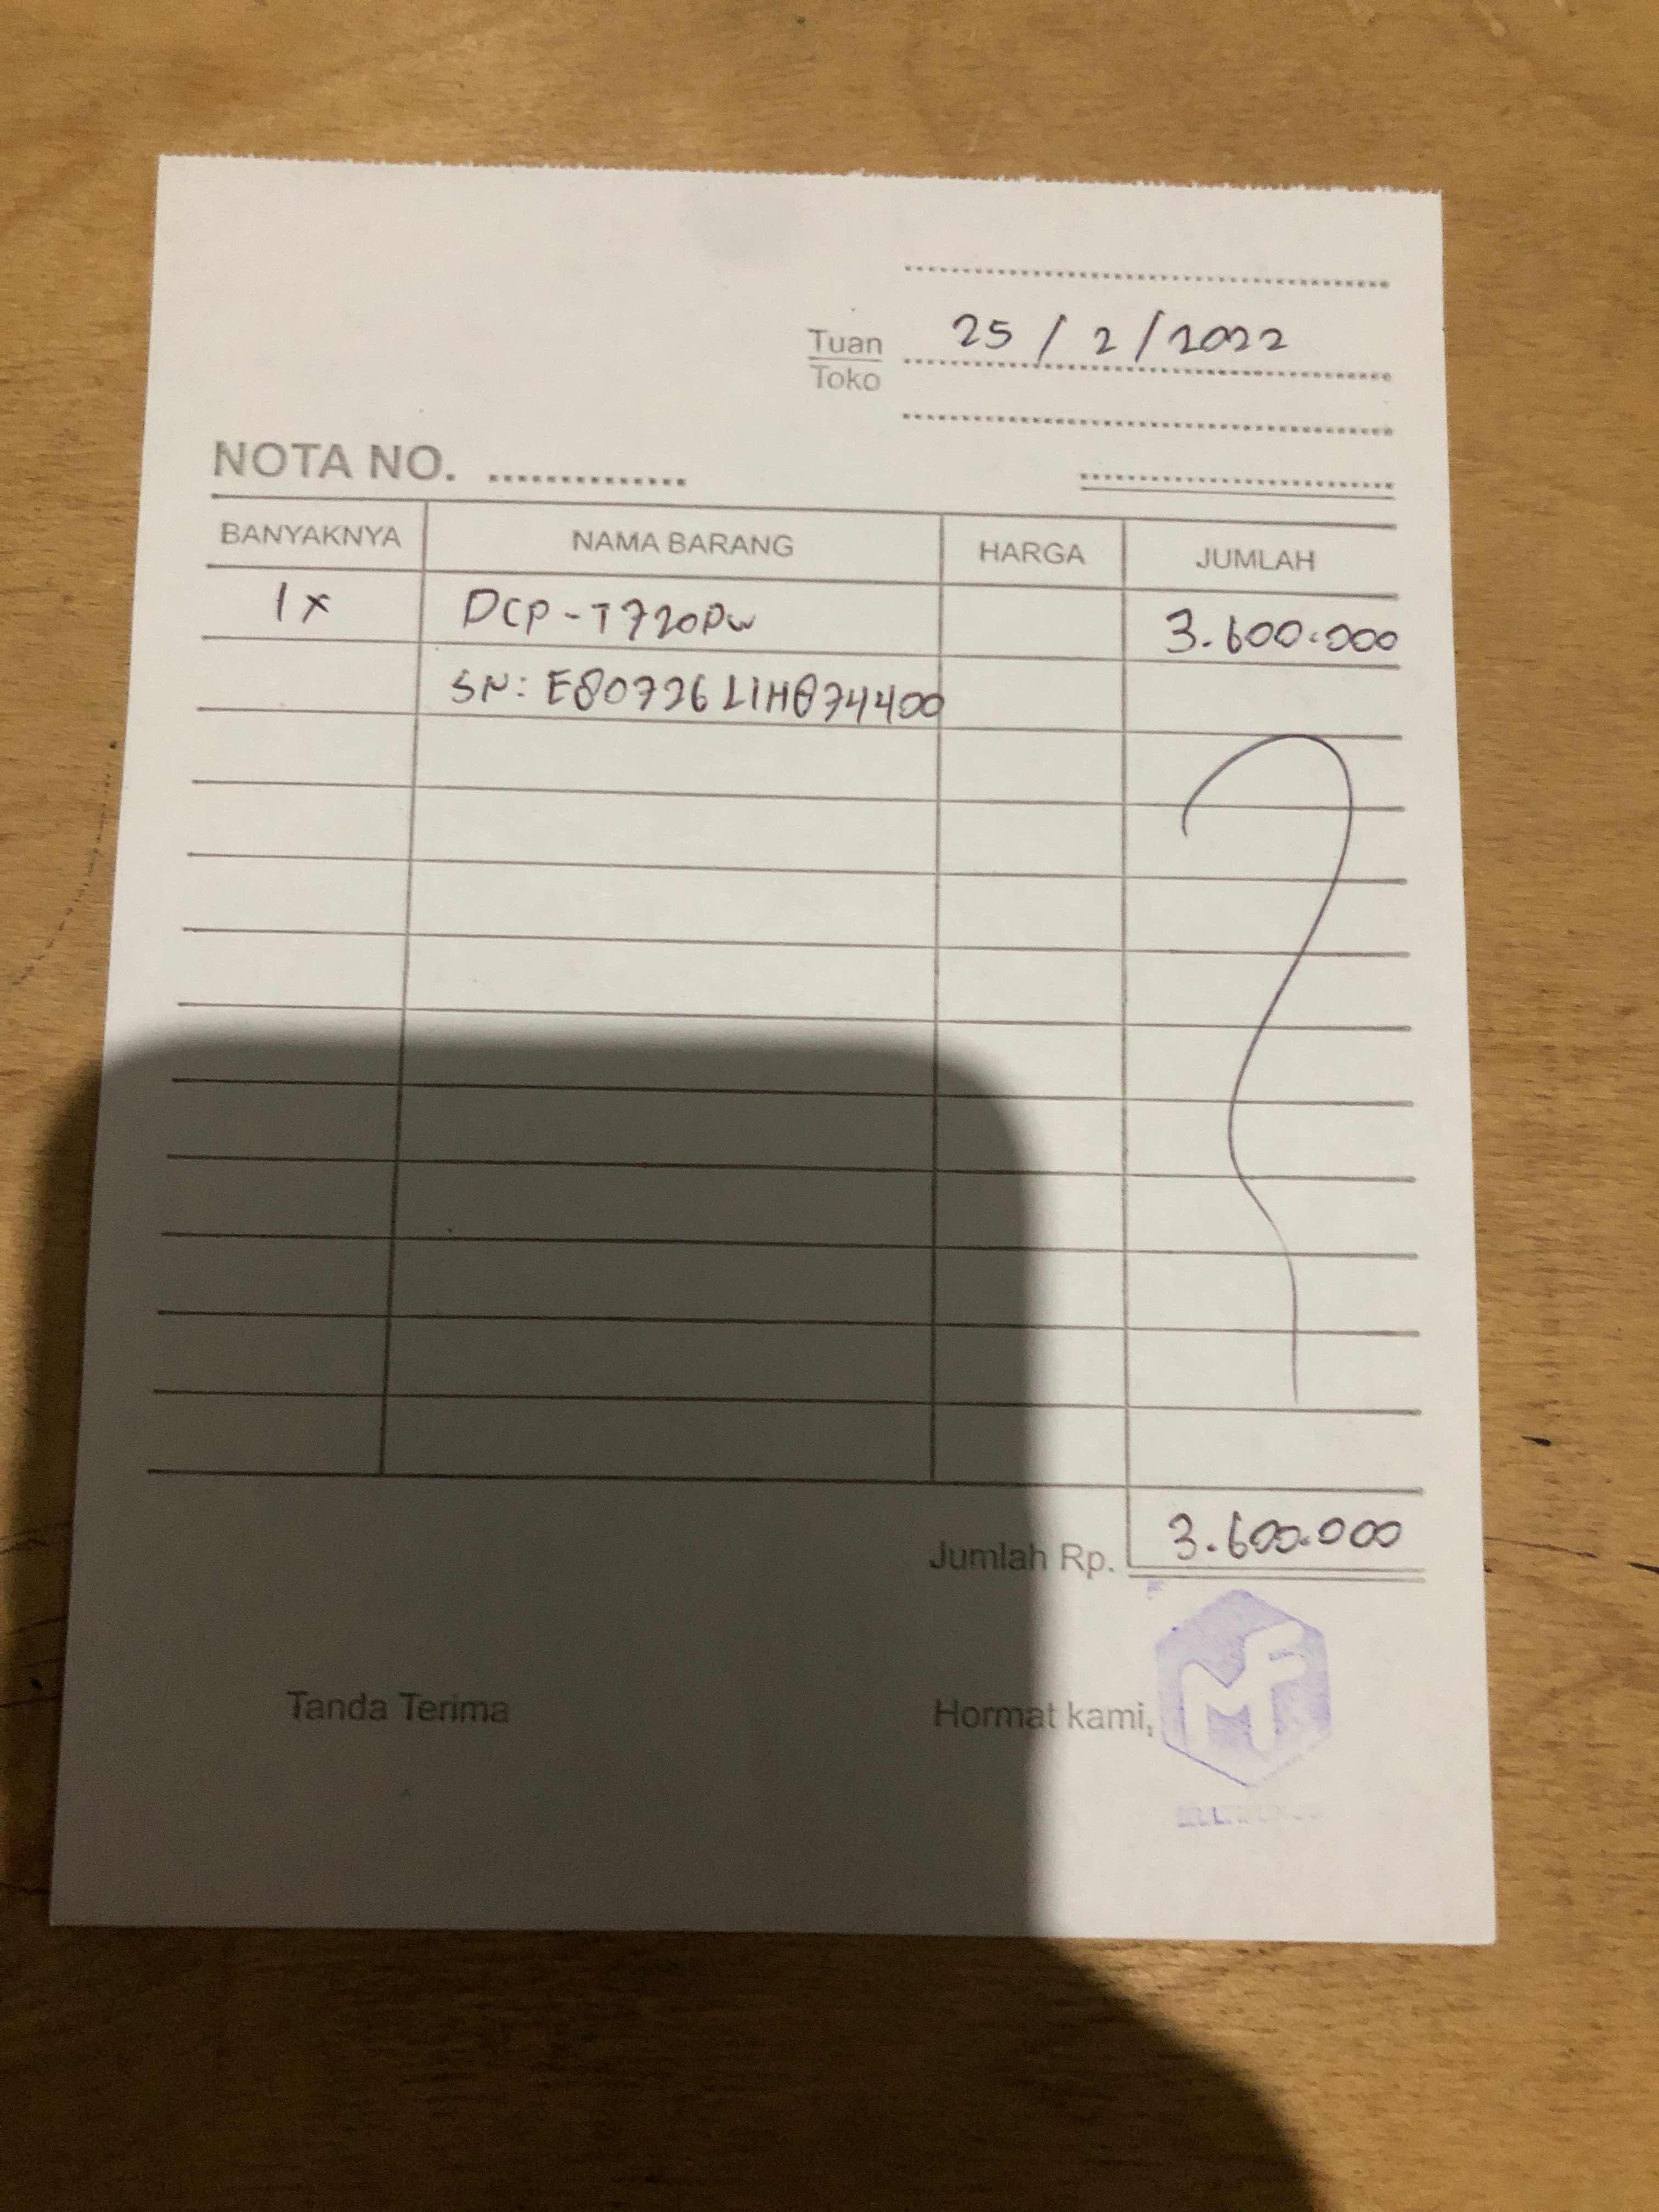 25/2/2022
Tuan
Toko
NOTA NO. ..............
BANYAKNYA NAMA BARANG HARGA JUMLAH
1x DCP-T720DW 3.600.000
SN: E80726L1H874400
Jumlah Rp. 3.600.000
Tanda Terima Hormat kami,
MF